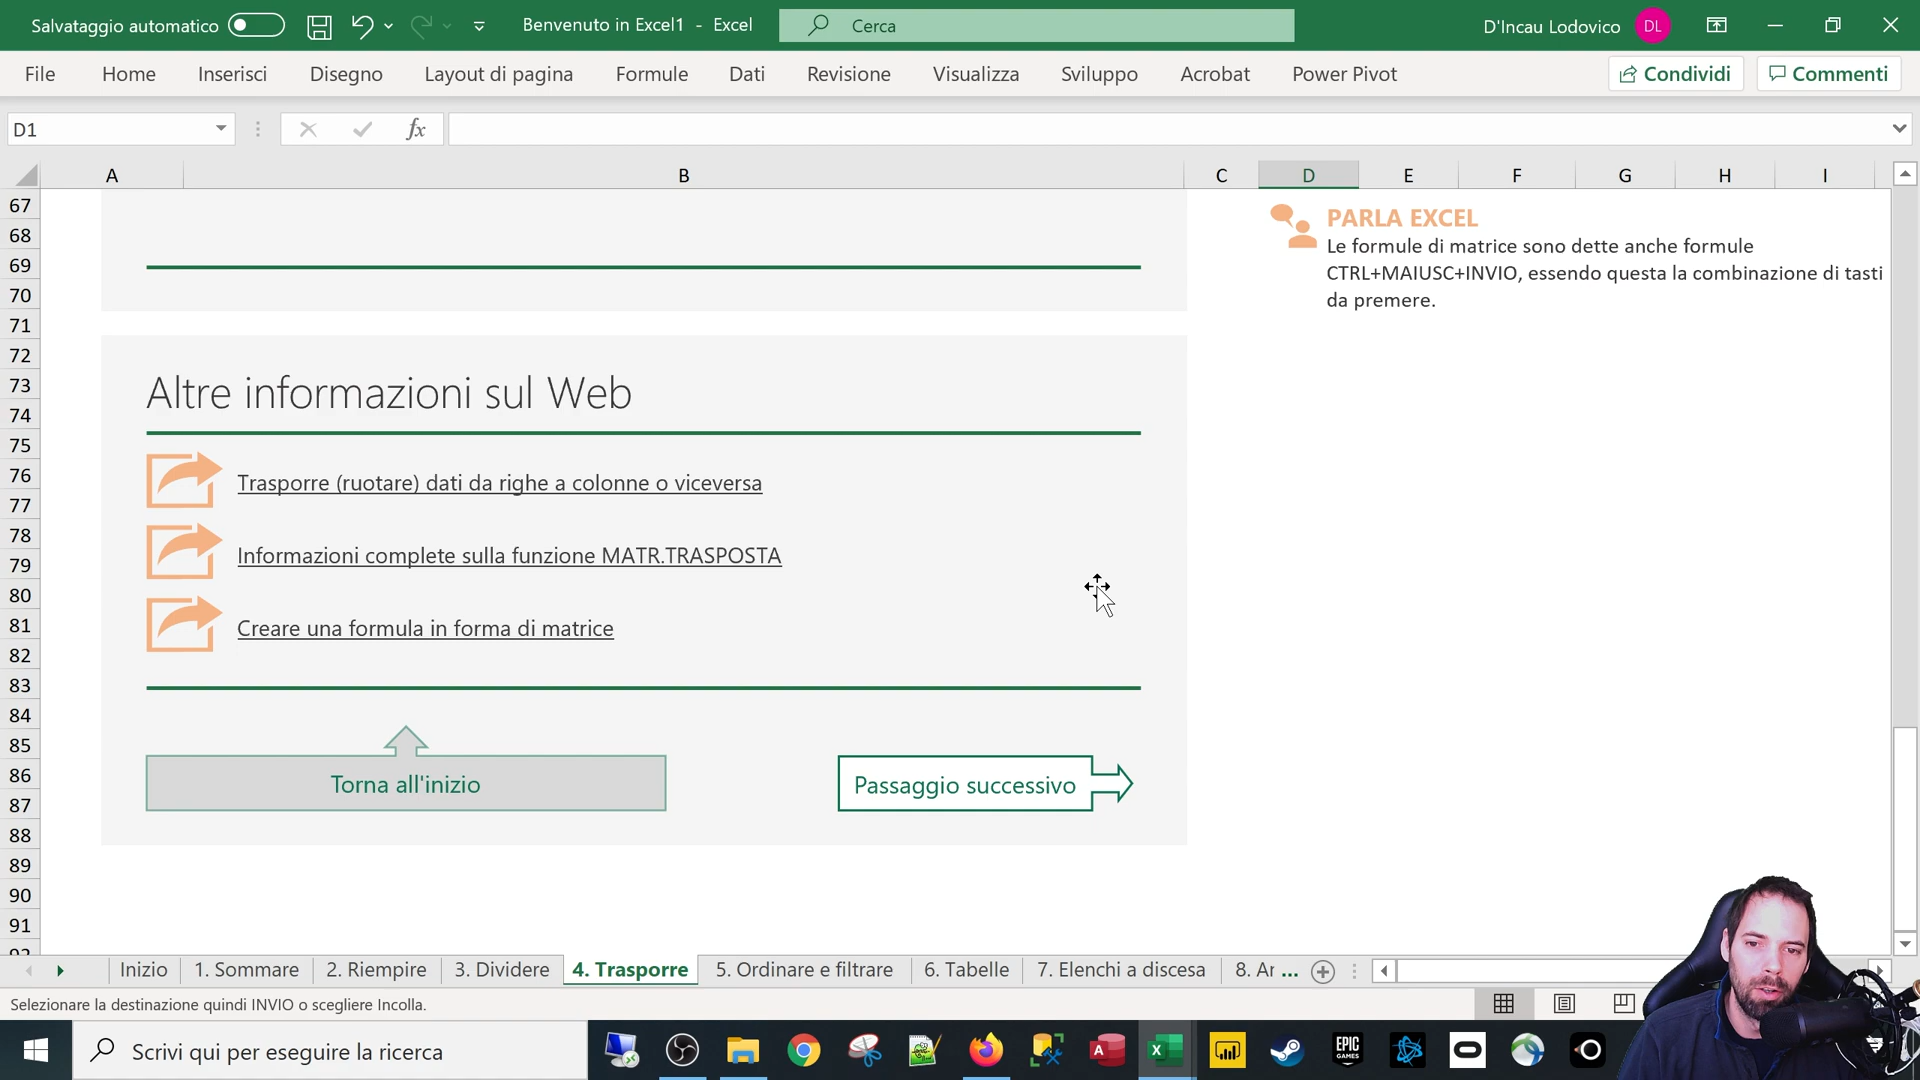 Salvataggio automatico
Benvenuto in Excel1 - Excel
Cerca
D'Incau Lodovico
DL
File
Home
Inserisci
Disegno
Layout di pagina
Formule
Dati
Revisione
Visualizza
Sviluppo
Acrobat
Power Pivot
Condividi
Commenti
D1
fx
A
B
C
D
E
F
G
H
I
67
68
69
70
71
72
73
74
75
76
77
78
79
80
81
82
83
84
85
86
87
88
89
90
91
92
PARLA EXCEL
Le formule di matrice sono dette anche formule
CTRL+MAIUSC+INVIO, essendo questa la combinazione di tasti
da premere.
Altre informazioni sul Web
Trasporre (ruotare) dati da righe a colonne o viceversa
Informazioni complete sulla funzione MATR.TRASPOSTA
Creare una formula in forma di matrice
Torna all'inizio
Passaggio successivo
Inizio
1. Sommare
2. Riempire
3. Dividere
4. Trasporre
5. Ordinare e filtrare
6. Tabelle
7. Elenchi a discesa
8. Ar ...
Selezionare la destinazione quindi INVIO o scegliere Incolla.
Scrivi qui per eseguire la ricerca
A
X
EPIC
GAMES